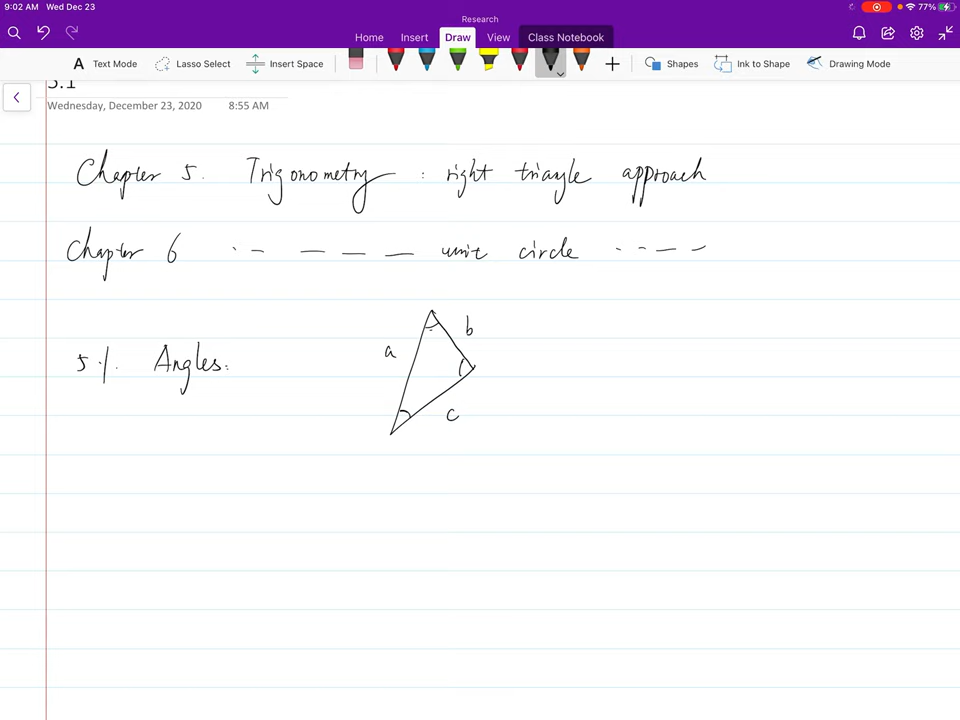 9:02 AM Wed Dec 23
77%
Research
Home Insert Draw View Class Notebook
Text Mode Lasso Select Insert Space Shapes Ink to Shape Drawing Mode
5.1
Wednesday, December 23, 2020 8:55 AM
Chapter 5. Trigonometry : right triangle approach
Chapter 6 unit circle
5.1. Angles:
a
b
c